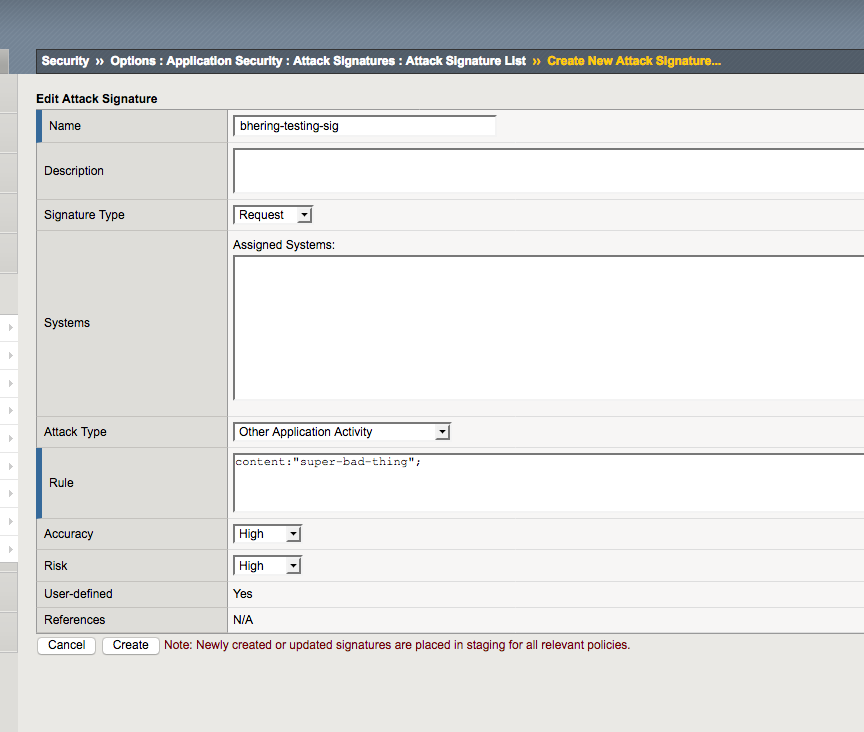 Security » Options : Application Security : Attack Signatures : Attack Signature List » Create New Attack Signature...
Edit Attack Signature
Name bhering-testing-sig
Description
Signature Type Request
Assigned Systems:
Systems
Attack Type Other Application Activity
content:"super-bad-thing";
Rule
Accuracy High
Risk High
User-defined Yes
References N/A
Cancel Create Note: Newly created or updated signatures are placed in staging for all relevant policies.